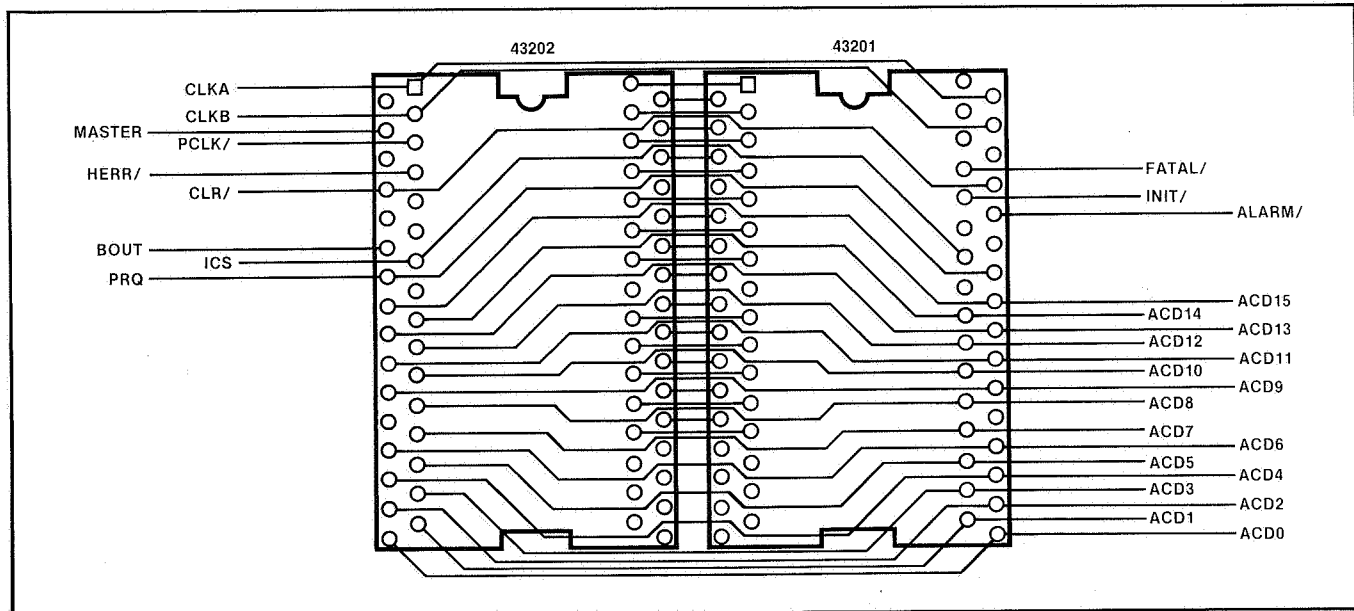 43202
43201
CLKA
CLKB
MASTER
PCLK/
HERR/
CLR/
BOUT
ICS
PRQ
FATAL/
INIT/
ALARM/
ACD15
ACD14
ACD13
ACD12
ACD11
ACD10
ACD9
ACD8
ACD7
ACD6
ACD5
ACD4
ACD3
ACD2
ACD1
ACD0